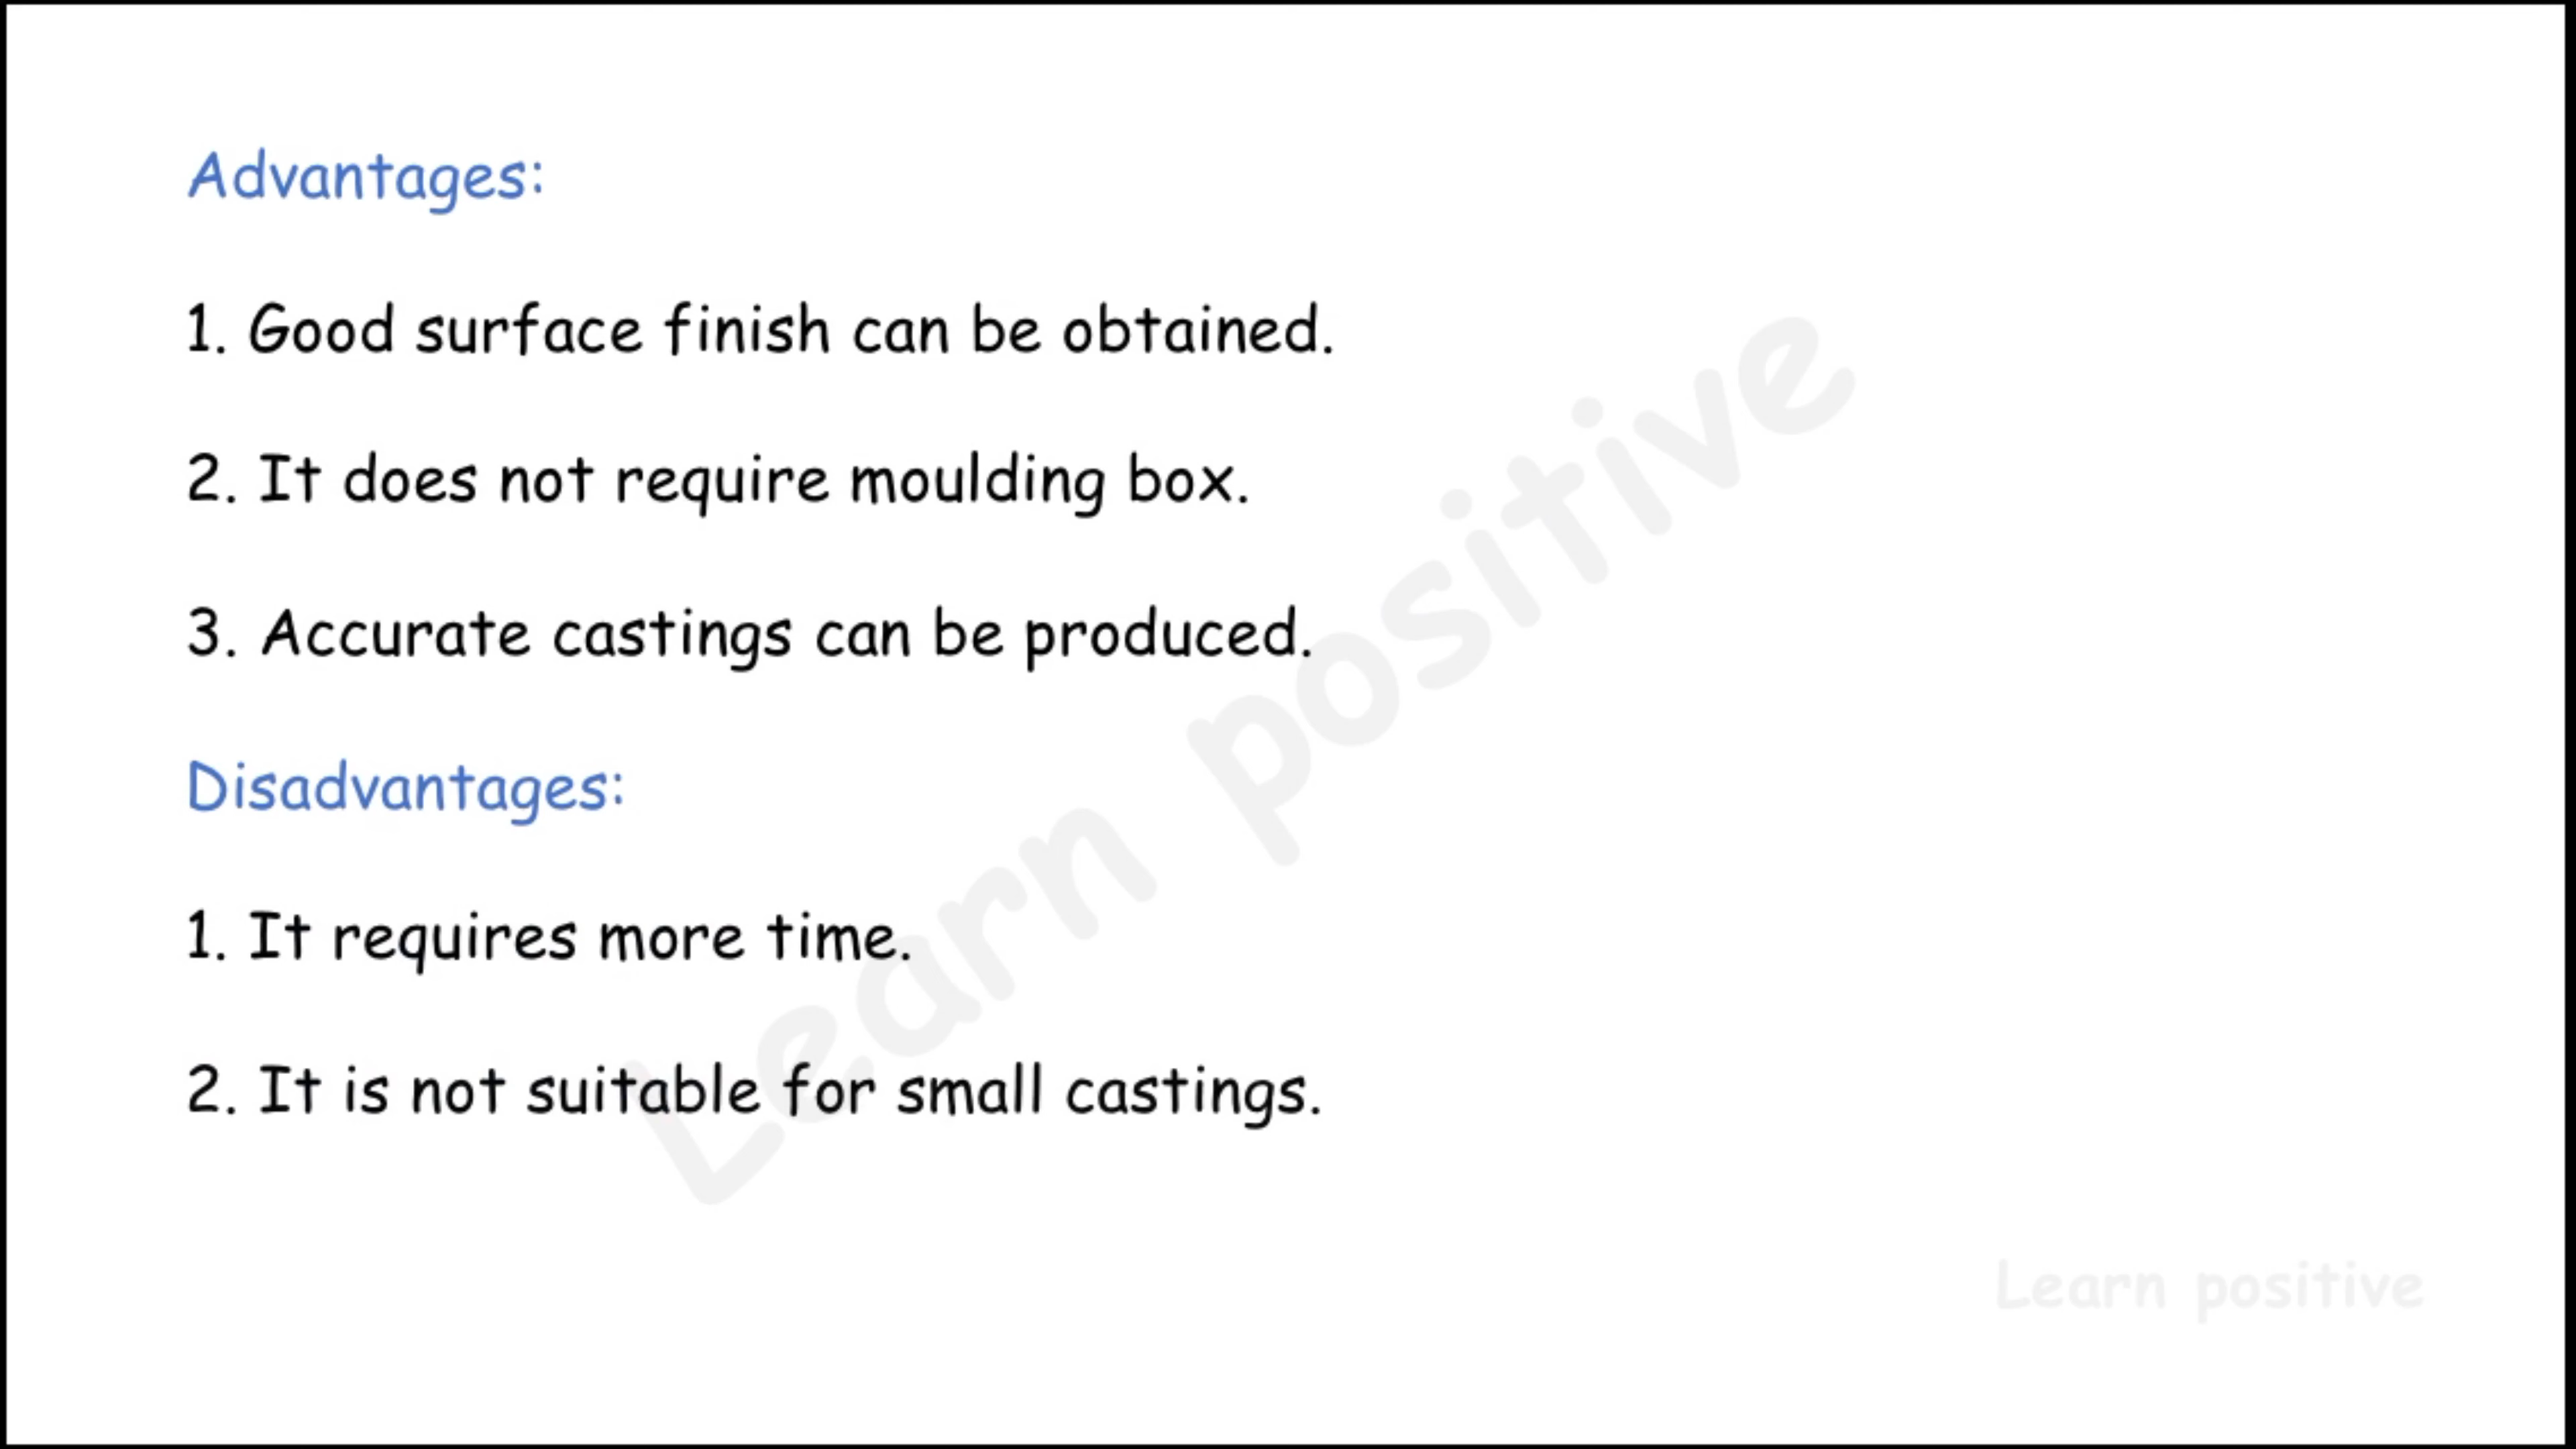 Advantages:
1. Good surface finish can be obtained.
2. It does not require moulding box.
3. Accurate castings can be produced.
Disadvantages:
1. It requires more time.
2. It is not suitable for small castings.
Learn positive
Learn positive